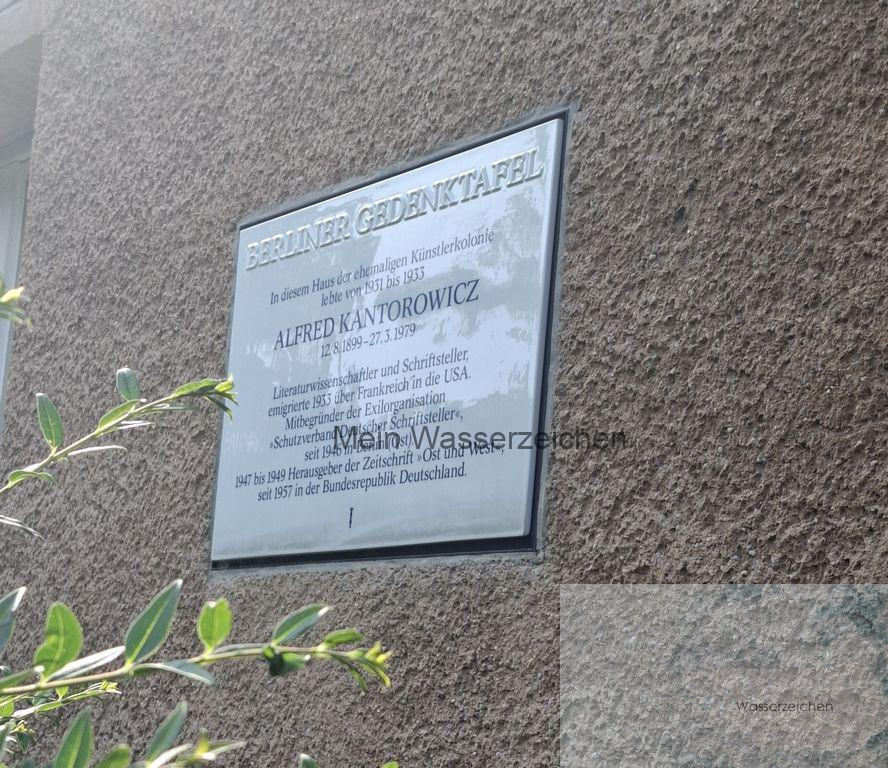 BERLINER GEDENKTAFEL
In diesem Haus der ehemaligen Künstlerkolonie
lebte von 1931 bis 1933
ALFRED KANTOROWICZ
12.8.1899–27.3.1979
Literaturwissenschaftler und Schriftsteller,
emigrierte 1933 über Frankreich in die USA.
Mitbegründer der Exilorganisation
»Schutzverband Deutscher Schriftsteller«,
seit 1946 in Berlin (Ost)
1947 bis 1949 Herausgeber der Zeitschrift »Ost und West«,
seit 1957 in der Bundesrepublik Deutschland.
Mein Wasserzeichen
Wasserzeichen